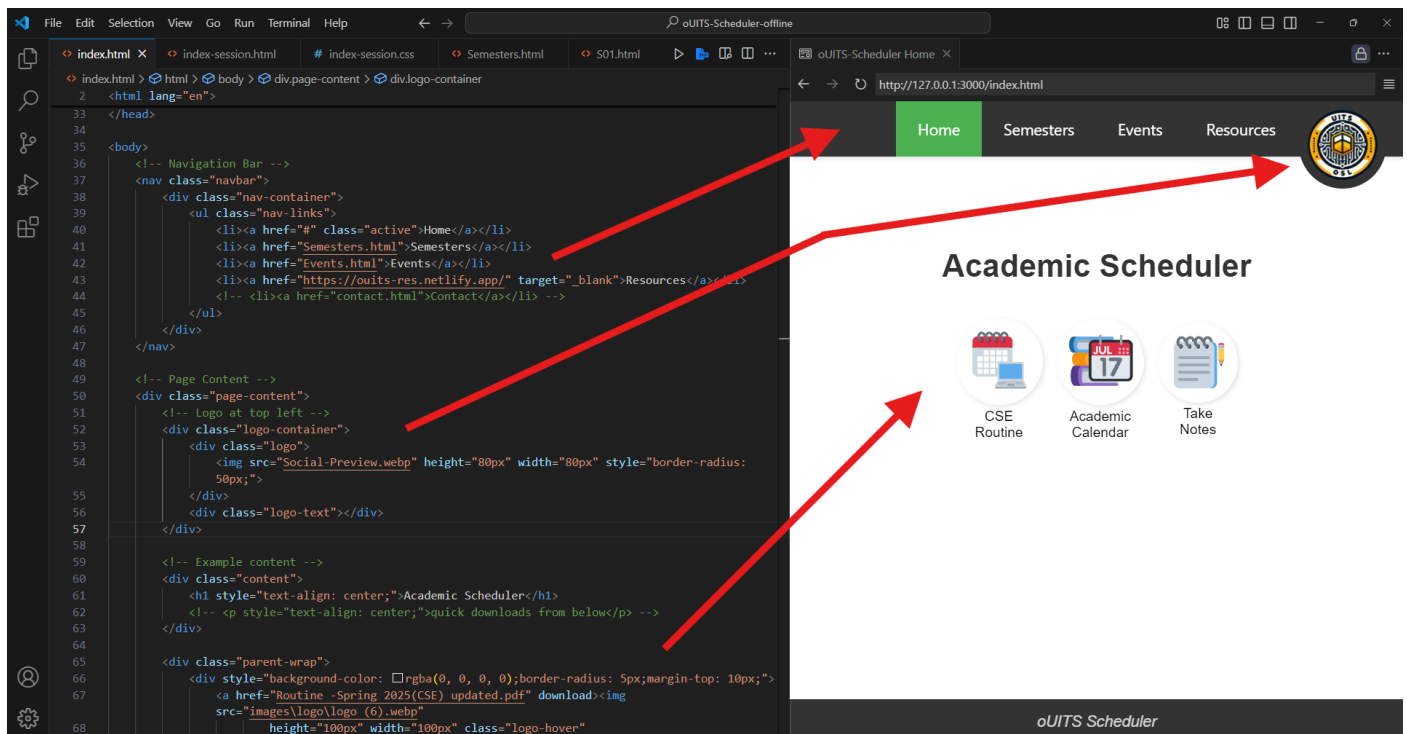 File Edit Selection View Go Run Terminal Help
oUITS-Scheduler-offline
index.html
index-session.html
# index-session.css
Semesters.html
S01.html
oUITS-Scheduler Home
index.html > html > body > div.page-content > div.logo-container
http://127.0.0.1:3000/index.html
2 <html lang="en">
33 </head>
34
35 <body>
36 <!-- Navigation Bar -->
37 <nav class="navbar">
38 <div class="nav-container">
39 <ul class="nav-links">
40 <li><a href="#" class="active">Home</a></li>
41 <li><a href="Semesters.html">Semesters</a></li>
42 <li><a href="Events.html">Events</a></li>
43 <li><a href="https://ouits-res.netlify.app/" target="_blank">Resources</a></li>
44 <!-- <li><a href="contact.html">Contact</a></li> -->
45 </ul>
46 </div>
47 </nav>
48
49 <!-- Page Content -->
50 <div class="page-content">
51 <!-- Logo at top left -->
52 <div class="logo-container">
53 <div class="logo">
54 <img src="Social-Preview.webp" height="80px" width="80px" style="border-radius:
50px;">
55 </div>
56 <div class="logo-text"></div>
57 </div>
58
59 <!-- Example content -->
60 <div class="content">
61 <h1 style="text-align: center;">Academic Scheduler</h1>
62 <!-- <p style="text-align: center;">quick downloads from below</p> -->
63 </div>
64
65 <div class="parent-wrap">
66 <div style="background-color: rgba(0, 0, 0, 0);border-radius: 5px;margin-top: 10px;">
67 <a href="Routine -Spring 2025(CSE) updated.pdf" download><img
src="images\logo\logo (6).webp"
68 height="100px" width="100px" class="logo-hover"
Home
Semesters
Events
Resources
UITS
OSL
Academic Scheduler
JUL
17
CSE
Routine
Academic
Calendar
Take
Notes
oUITS Scheduler